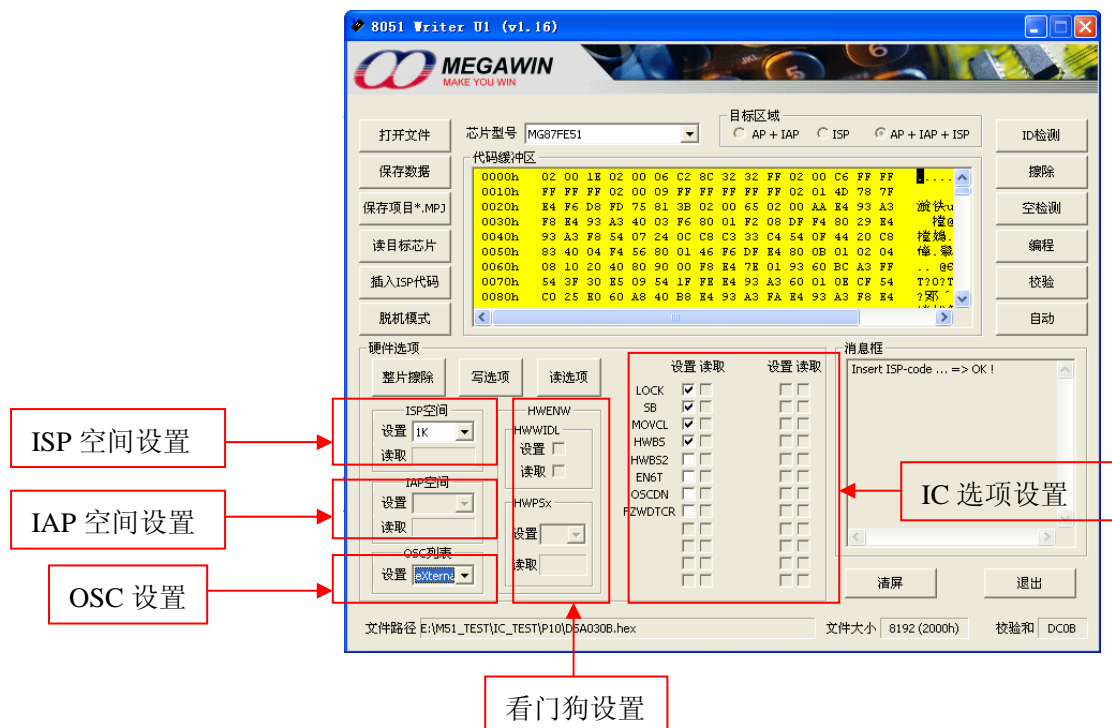 8051 Writer U1 (v1.16)
MEGAWIN
MAKE YOU WIN
打开文件
芯片型号 MG87FE51
目标区域
AP + IAP ISP AP + IAP + ISP
ID检测
保存数据
代码缓冲区
擦除
0000h 02 00 1E 02 00 06 C2 8C 32 32 FF 02 00 C6 FF FF
0010h FF FF FF 02 00 09 FF FF FF FF FF 02 01 4D 78 7F
0020h E4 F6 D8 FD 75 81 3B 02 00 65 02 00 AA E4 93 A3
0030h F8 E4 93 A3 40 03 F6 80 01 F2 08 DF F4 80 29 E4
0040h 93 A3 F8 54 07 24 0C C8 C3 33 C4 54 0F 44 20 C8
0050h 83 40 04 F4 56 80 01 46 F6 DF E4 80 0B 01 02 04
0060h 08 10 20 40 80 90 00 F8 E4 7E 01 93 60 BC A3 FF
0070h 54 3F 30 E5 09 54 1F FE E4 93 A3 60 01 0E CF 54 T?O?T
0080h C0 25 E0 60 A8 40 B8 E4 93 A3 FA E4 93 A3 F8 E4
保存项目*.MPJ
空检测
读目标芯片
编程
插入ISP代码
校验
脱机模式
自动
硬件选项
整片擦除 写选项 读选项
ISP空间
设置 1K
读取
IAP空间
设置
读取
OSC列表
设置 eXterna
HWENW
HWWIDL
设置
读取
HWPSx
设置
读取
设置 读取 设置 读取
LOCK
SB
MOVCL
HWBS
HWBS2
EN6T
OSCDN
FZWDTCR
消息框
Insert ISP-code ... => OK !
清屏 退出
文件路径 E:\M51_TEST\IC_TEST\P10\D5A030B.hex
文件大小 8192 (2000h)
校验和 DC0B
ISP 空间设置
IAP 空间设置
OSC 设置
IC 选项设置
看门狗设置